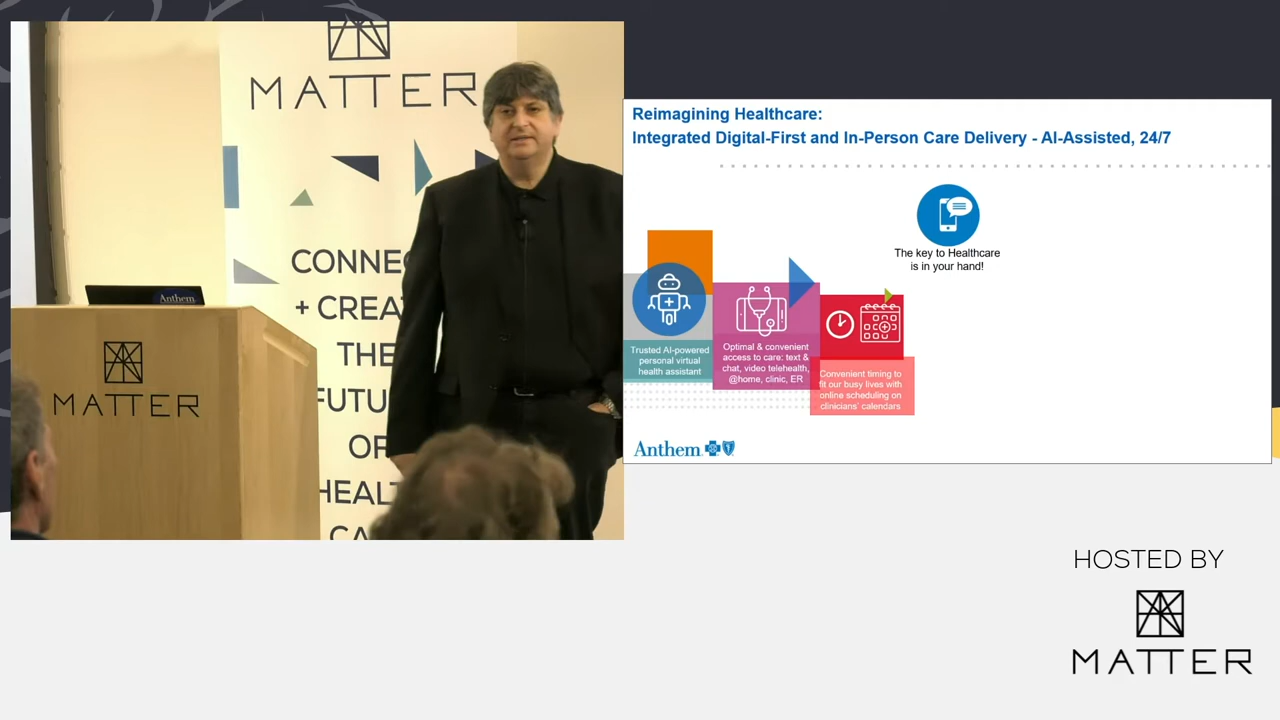 MATTER
CONNEC
+ CREAT
THE
FUTU
OF
HEALT
CA
Anthem
MATTER
Reimagining Healthcare:
Integrated Digital-First and In-Person Care Delivery - AI-Assisted, 24/7
The key to Healthcare
is in your hand!
Trusted AI-powered
personal virtual
health assistant
Optimal & convenient
access to care: text &
chat, video telehealth,
@home, clinic, ER
Convenient timing to
fit our busy lives with
online scheduling on
clinicians' calendars
Anthem
HOSTED BY
MATTER